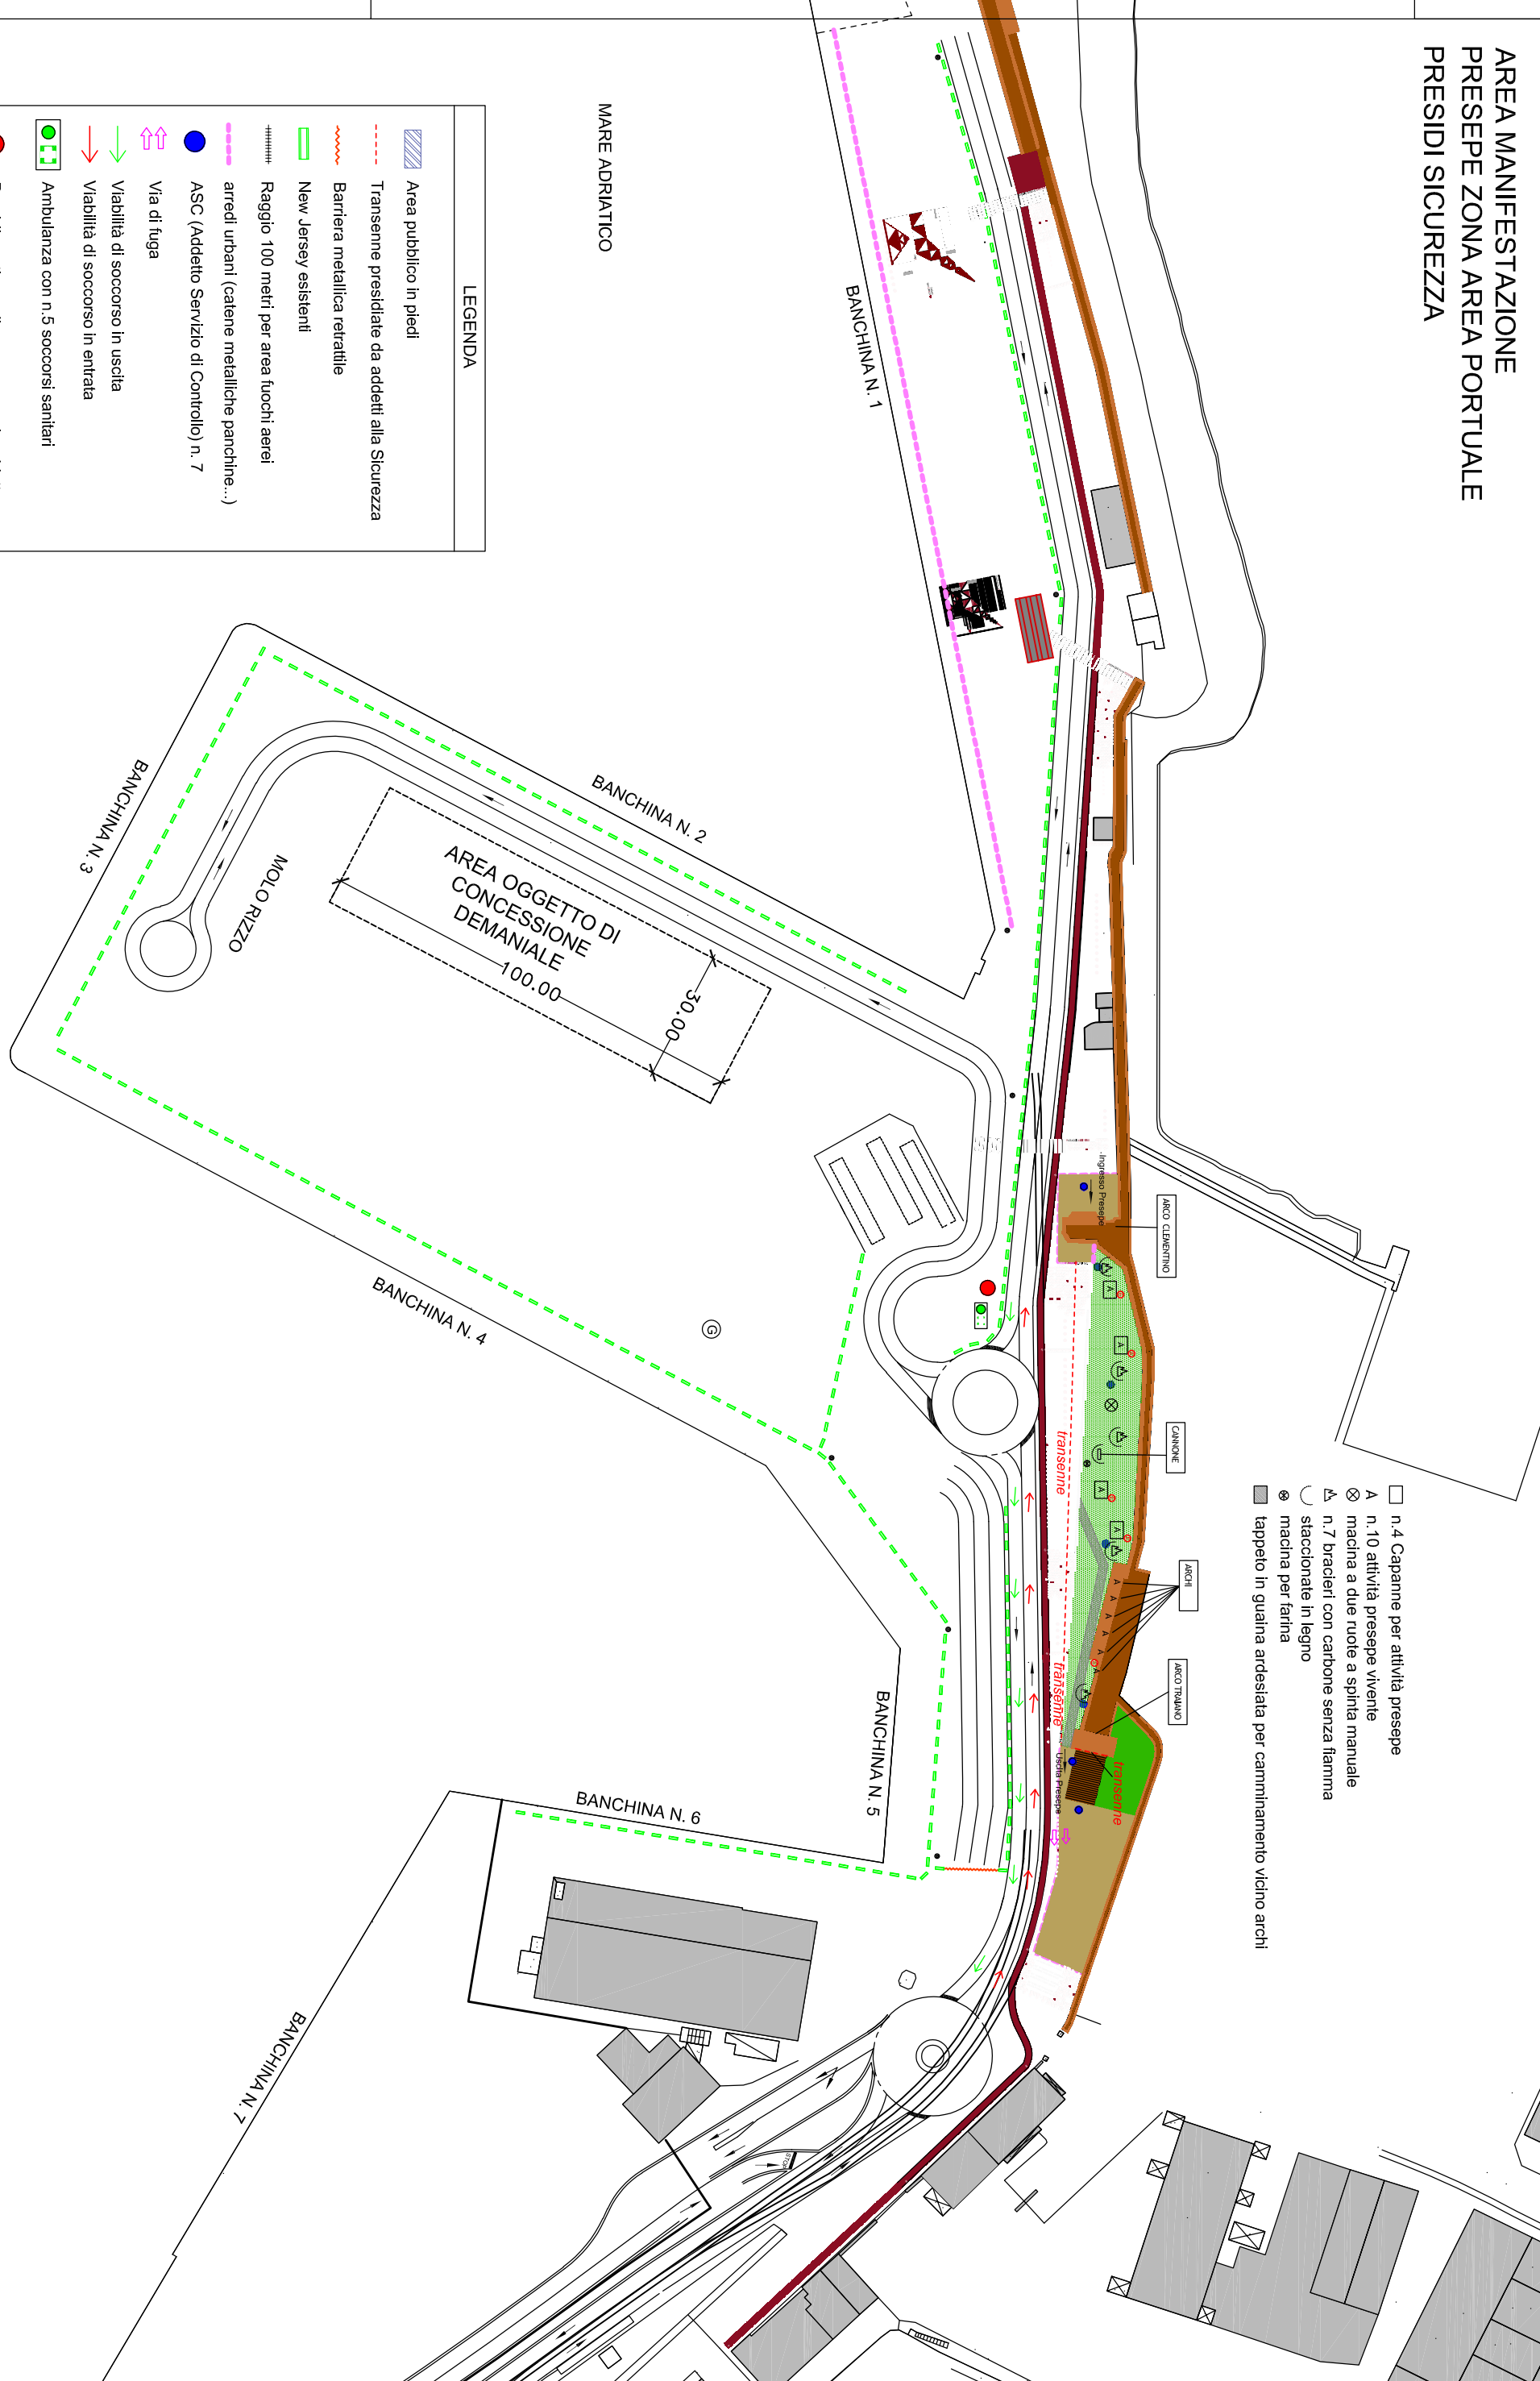 AREA MANIFESTAZIONE
PRESEPE ZONA AREA PORTUALE
PRESIDI SICUREZZA
MARE ADRIATICO
LEGENDA
Area pubblico in piedi
Transenne presidiate da addetti alla Sicurezza
Barriera metallica retrattile
New Jersey esistenti
Raggio 100 metri per area fuochi aerei
arredi urbani (catene metalliche panchine...)
ASC (Addetto Servizio di Controllo) n. 7
Via di fuga
Viabilità di soccorso in uscita
Viabilità di soccorso in entrata
Ambulanza con n.5 soccorsi sanitari
BANCHINA N. 1
BANCHINA N. 2
BANCHINA N. 3
MOLO RIZZO
AREA OGGETTO DI
CONCESSIONE
DEMANIALE
100.00
30.00
BANCHINA N. 4
G
BANCHINA N. 5
BANCHINA N. 6
BANCHINA N. 7
Ingresso Presepe
ARCO CLEMENTINO
A
A
transenne
CANNONE
A
A
ARCHI
A
A
A
A
A
A
transenne
ARCO TRAIANO
transenne
Uscita Presepe
STOP
n.4 Capanne per attività presepe
A n.10 attività presepe vivente
macina a due ruote a spinta manuale
n.7 bracieri con carbone senza fiamma
staccionate in legno
macina per farina
tappeto in guaina ardesiata per camminamento vicino archi